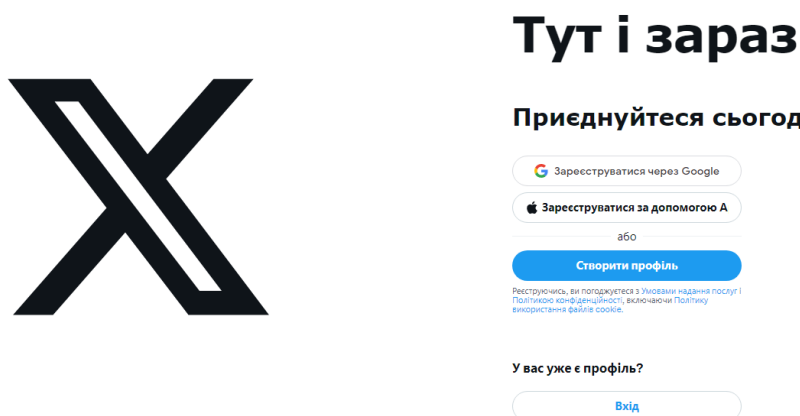 Тут і зараз
Приєднуйтеся сьогод
Зареєструватися через Google
Зареєструватися за допомогою A
або
Створити профіль
Реєструючись, ви погоджуєтеся з Умовами надання послуг і
Політикою конфіденційності, включаючи Політику
використання файлів cookie.
У вас уже є профіль?
Вхід